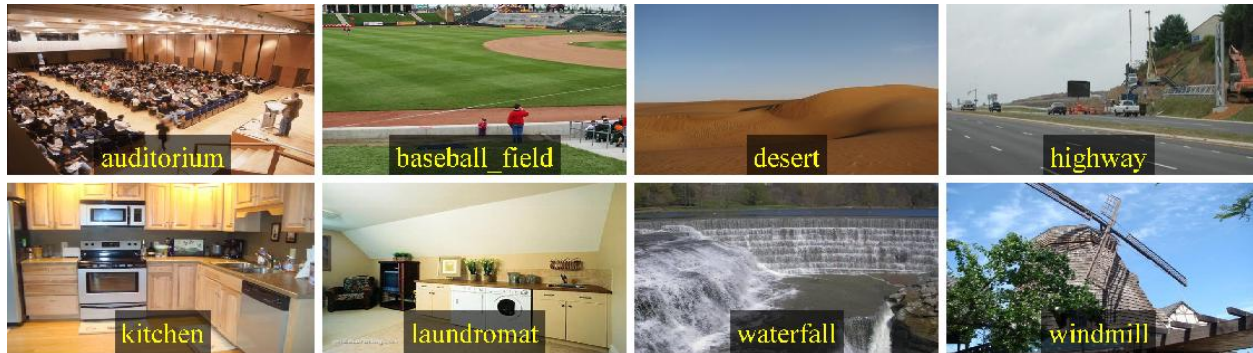 auditorium
baseball_field
desert
highway
kitchen
laundromat
waterfall
windmill